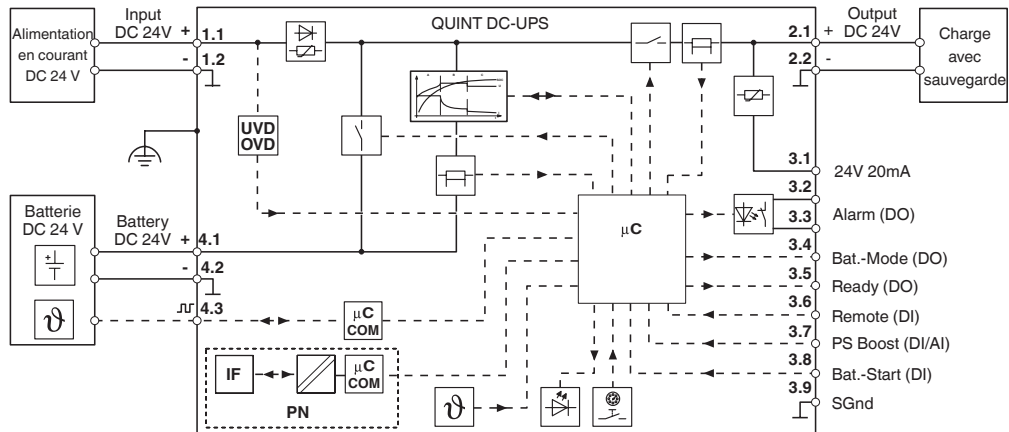 QUINT DC-UPS
Alimentation
en courant
DC 24 V
Input
DC 24V + 1.1
- 1.2
UVD
OVD
Output
2.1 + DC 24V
2.2 -
Charge
avec
sauvegarde
3.1
24V 20mA
3.2
3.3
Alarm (DO)
3.4
Bat.-Mode (DO)
3.5
Ready (DO)
3.6
Remote (DI)
3.7
PS Boost (DI/AI)
3.8
Bat.-Start (DI)
3.9
SGnd
µC
Batterie
DC 24 V
Battery
DC 24V + 4.1
- 4.2
4.3
ϑ
µC
COM
IF
µC
COM
PN
ϑ